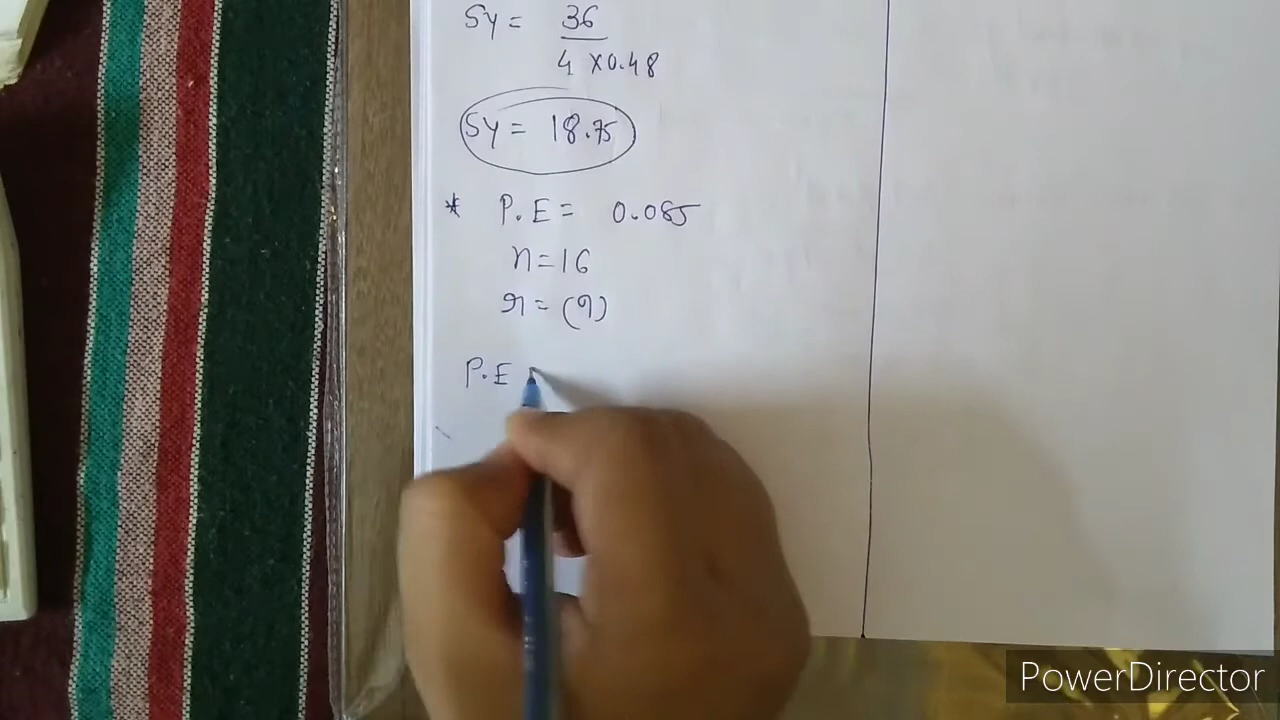 Sy = 36
4 ×0.48
Sy = 18.75
* P.E = 0.085
n=16
r = (?)
P.E
PowerDirector